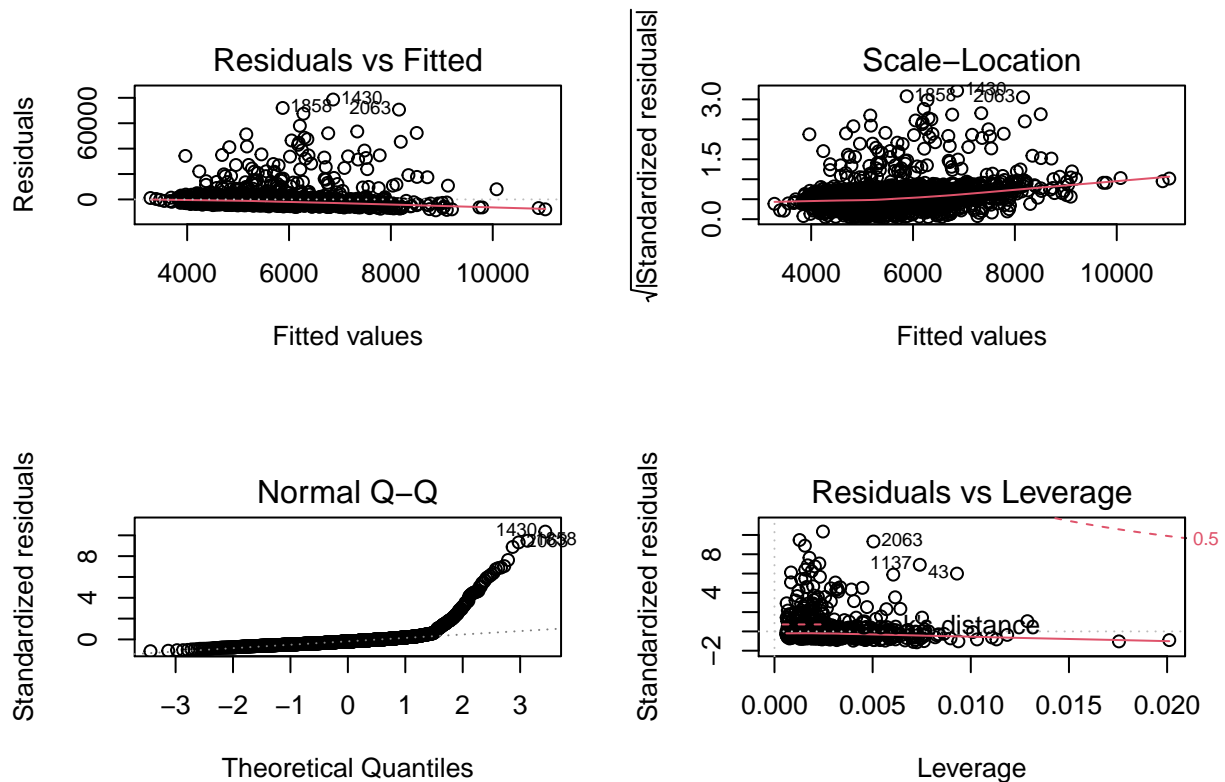 Residuals vs Fitted
Residuals
60000
0
1858
1430
2063
4000 6000 8000 10000
Fitted values
Scale−Location
√|Standardized residuals|
3.0
1.5
0.0
1858
1430
2063
4000 6000 8000 10000
Fitted values
Normal Q−Q
Standardized residuals
8
4
0
1430
2063
1858
−3 −2 −1 0 1 2 3
Theoretical Quantiles
Residuals vs Leverage
Standardized residuals
8
4
−2
2063
1137
43
0.5
distance
0.000 0.005 0.010 0.015 0.020
Leverage